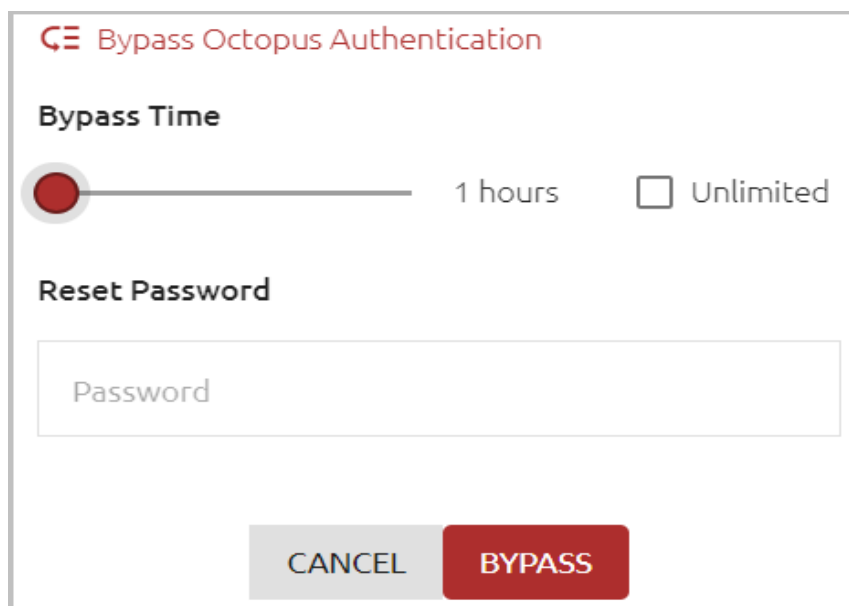 Bypass Octopus Authentication
Bypass Time
1 hours Unlimited
Reset Password
Password
CANCEL BYPASS